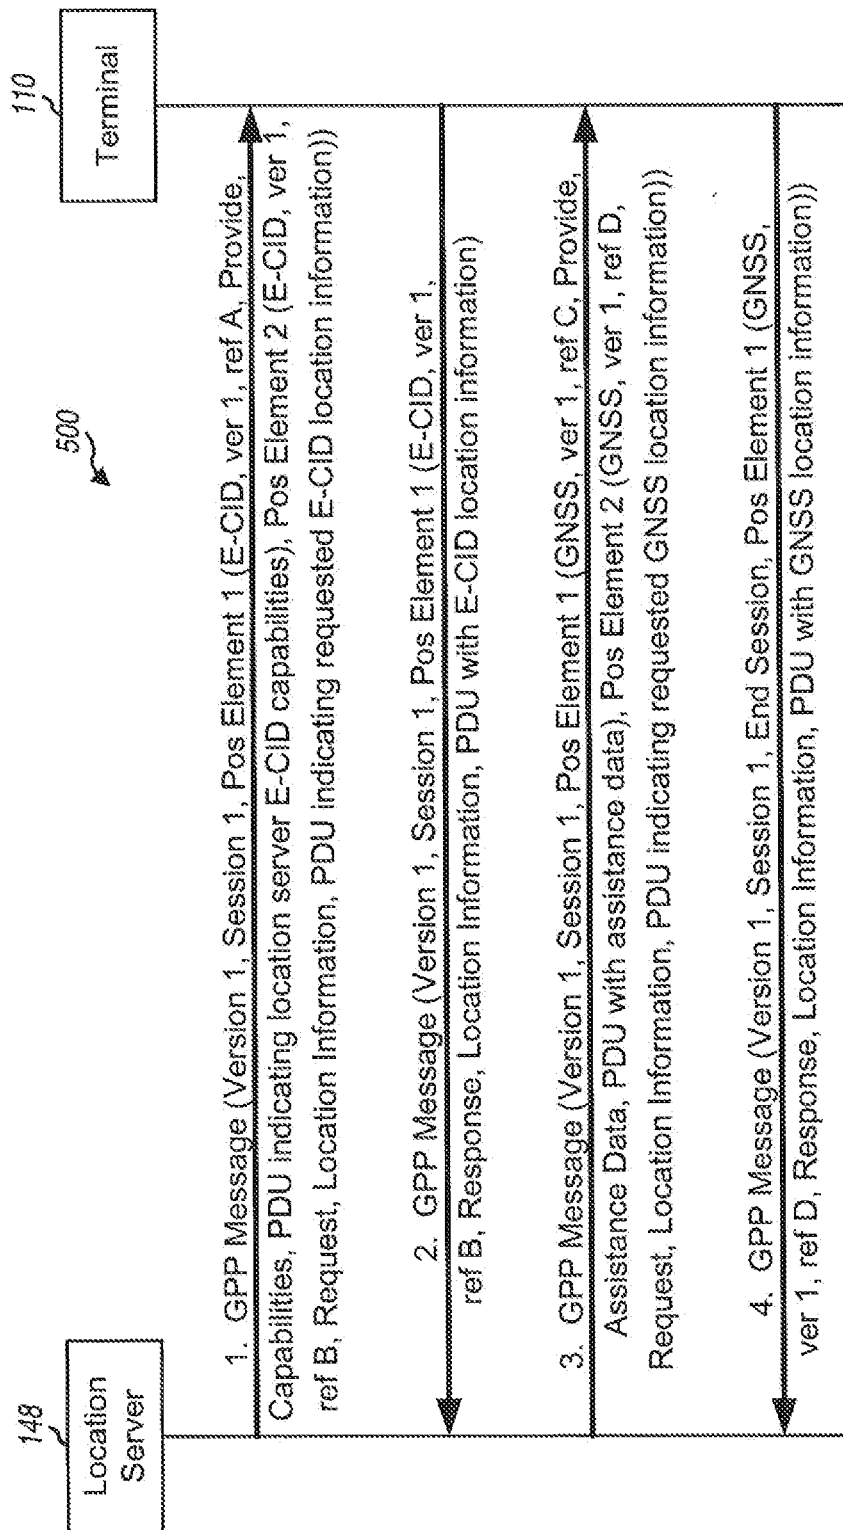 500
148
Location
Server
110
Terminal
1. GPP Message (Version 1, Session 1, Pos Element 1 (E-CID, ver 1, ref A, Provide,
Capabilities, PDU indicating location server E-CID capabilities), Pos Element 2 (E-CID, ver 1,
ref B, Request, Location Information, PDU indicating requested E-CID location information))
2. GPP Message (Version 1, Session 1, Pos Element 1 (E-CID, ver 1,
ref B, Response, Location Information, PDU with E-CID location information)
3. GPP Message (Version 1, Session 1, Pos Element 1 (GNSS, ver 1, ref C, Provide,
Assistance Data, PDU with assistance data), Pos Element 2 (GNSS, ver 1, ref D,
Request, Location Information, PDU indicating requested GNSS location information))
4. GPP Message (Version 1, Session 1, End Session, Pos Element 1 (GNSS,
ver 1, ref D, Response, Location Information, PDU with GNSS location information))